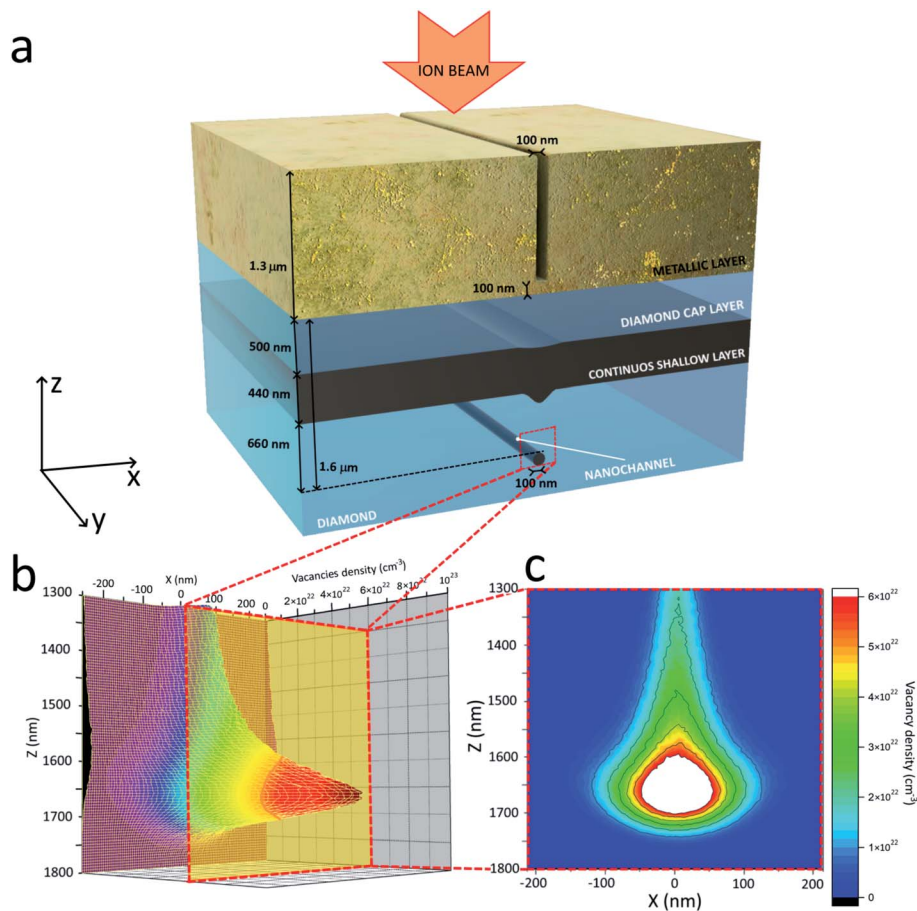 a
ION BEAM
100 nm
1.3 μm
METALLIC LAYER
100 nm
DIAMOND CAP LAYER
500 nm
CONTINUOS SHALLOW LAYER
440 nm
660 nm
1.6 μm
NANOCHANNEL
100 nm
DIAMOND
z
x
y
b
X (nm)
-200
-100
0
100
200
Vacancies density (cm⁻³)
0
2×10²²
4×10²²
6×10²²
8×10²²
10²³
Z (nm)
1300
1400
1500
1600
1700
1800
c
Z (nm)
1300
1400
1500
1600
1700
1800
-200
-100
0
100
200
X (nm)
6×10²²
5×10²²
4×10²²
3×10²²
2×10²²
1×10²²
0
Vacancy density (cm⁻³)